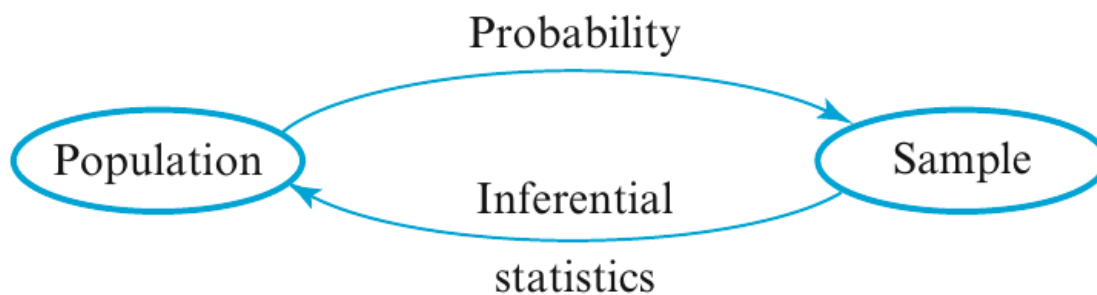 Probability
Population
Sample
Inferential
statistics